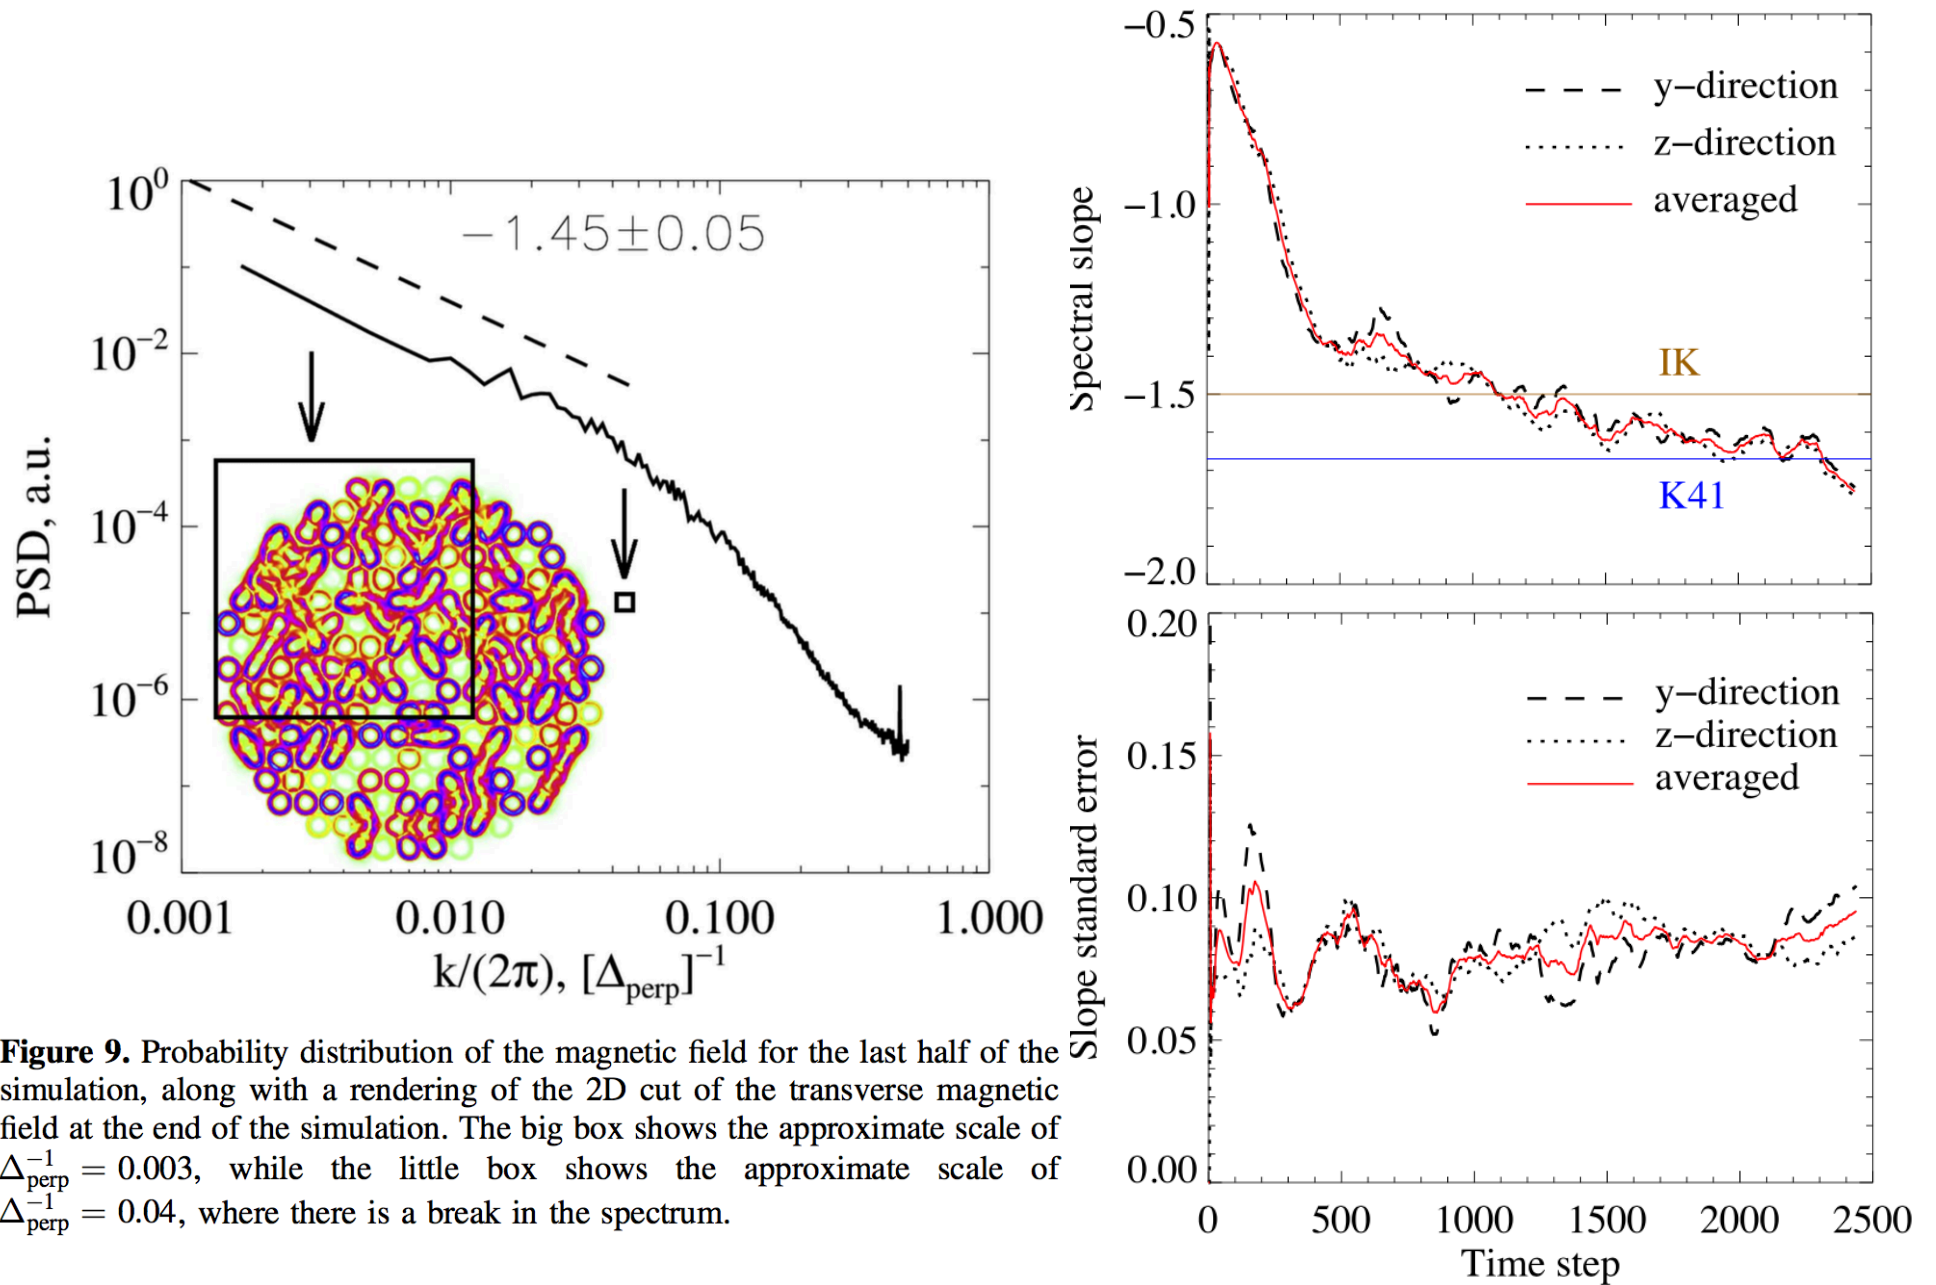 10⁰
10⁻²
10⁻⁴
10⁻⁶
10⁻⁸
PSD, a.u.
−1.45±0.05
0.001 0.010 0.100 1.000
k/(2π), [Δperp]⁻¹
Figure 9. Probability distribution of the magnetic field for the last half of the
simulation, along with a rendering of the 2D cut of the transverse magnetic
field at the end of the simulation. The big box shows the approximate scale of
Δ⁻¹perp = 0.003, while the little box shows the approximate scale of
Δ⁻¹perp = 0.04, where there is a break in the spectrum.
−0.5
−1.0
−1.5
−2.0
Spectral slope
y−direction
z−direction
averaged
IK
K41
0.20
0.15
0.10
0.05
0.00
Slope standard error
y−direction
z−direction
averaged
0 500 1000 1500 2000 2500
Time step